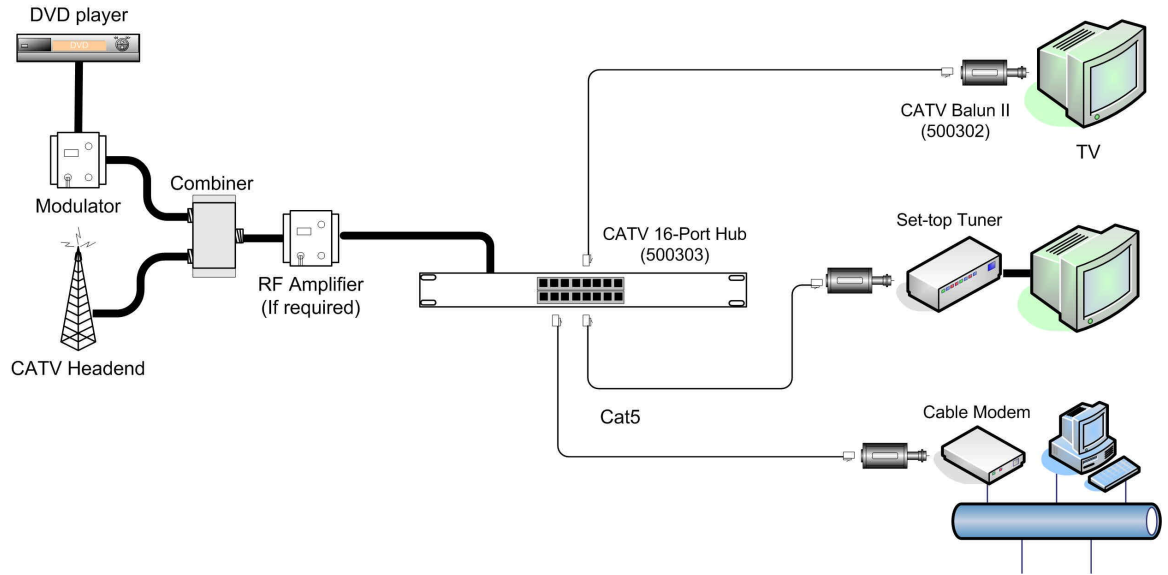 DVD player
DVD
Modulator
Combiner
CATV Headend
RF Amplifier
(If required)
CATV 16-Port Hub
(500303)
Cat5
CATV Balun II
(500302)
TV
Set-top Tuner
Cable Modem